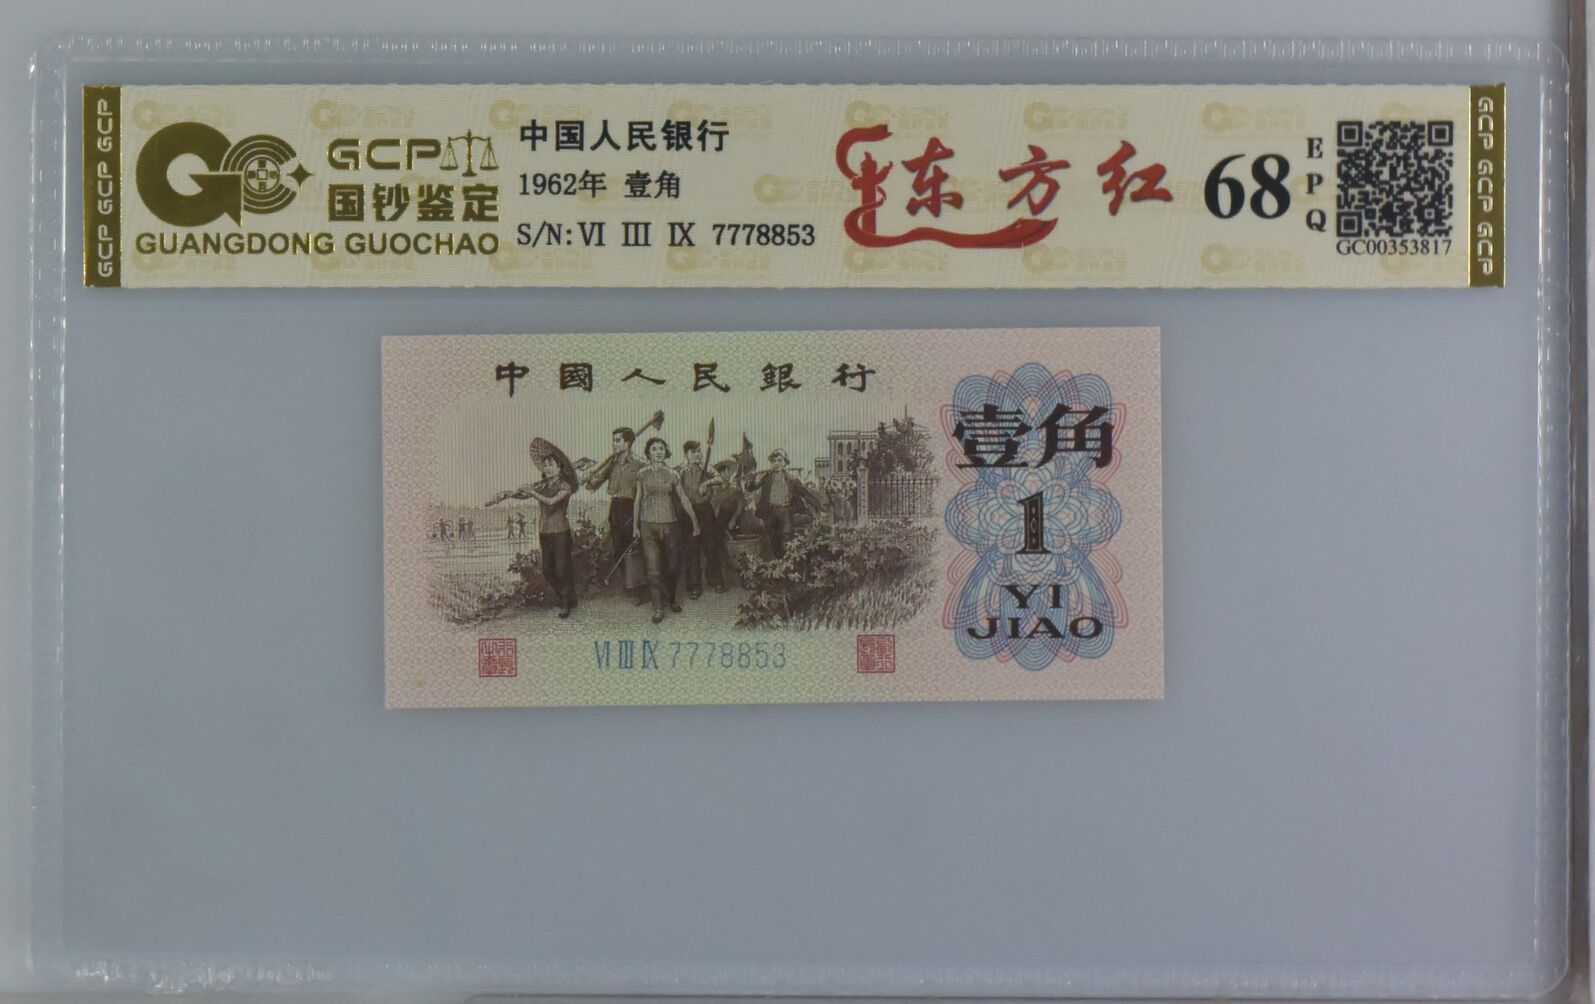 GCP GCP GCP
GCP
国钞鉴定
GUANGDONG GUOCHAO
中国人民银行
1962年 壹角
S/N: VI III IX 7778853
东方红
68
EPQ
GC00353817
GCP GCP GCP GCP
中國人民銀行
壹角
1
YI
JIAO
VI III IX 7778853